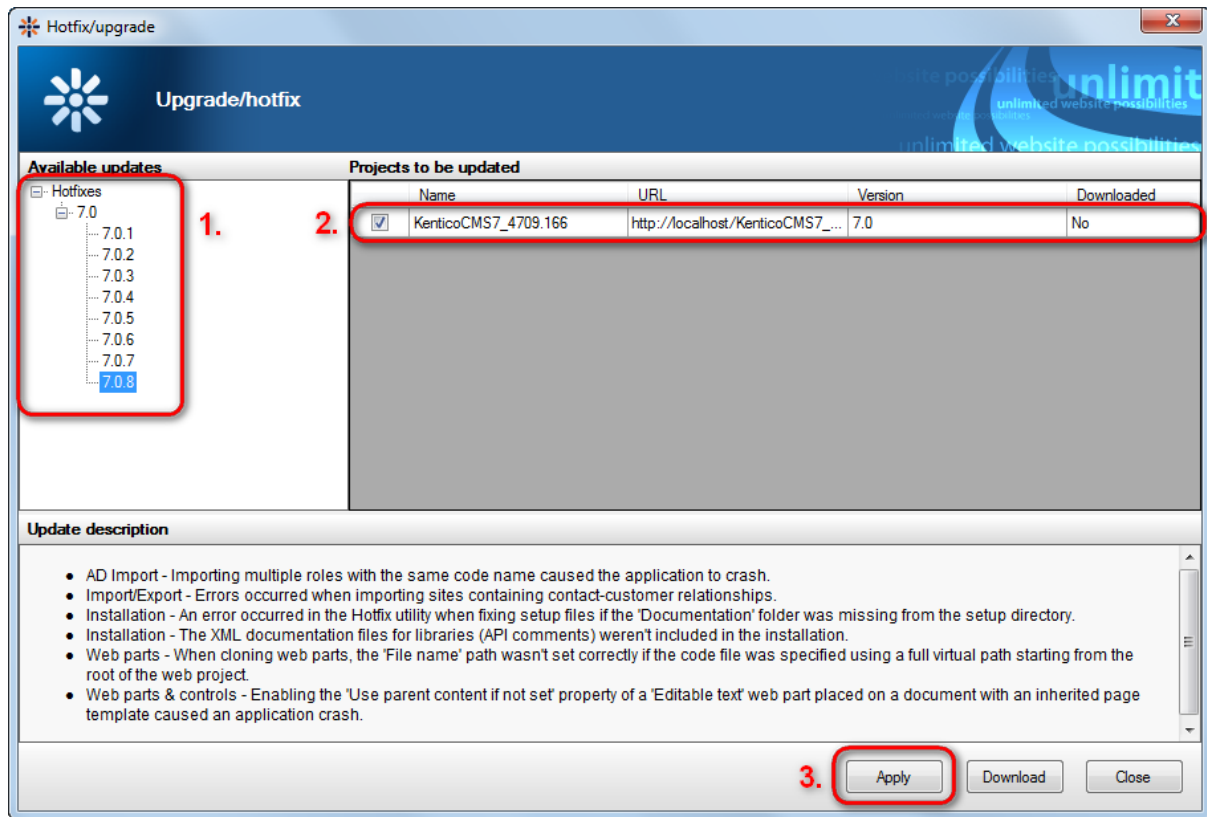 Hotfix/upgrade
Upgrade/hotfix
site possibilities
unlimit
unlimited website possibilities
unlimited website possibilities
Available updates
Projects to be updated
Hotfixes
7.0
7.0.1
7.0.2
7.0.3
7.0.4
7.0.5
7.0.6
7.0.7
7.0.8
1.
2.
Name URL Version Downloaded
KenticoCMS7_4709.166 http://localhost/KenticoCMS7_... 7.0 No
Update description
● AD Import - Importing multiple roles with the same code name caused the application to crash.
● Import/Export - Errors occurred when importing sites containing contact-customer relationships.
● Installation - An error occurred in the Hotfix utility when fixing setup files if the 'Documentation' folder was missing from the setup directory.
● Installation - The XML documentation files for libraries (API comments) weren't included in the installation.
● Web parts - When cloning web parts, the 'File name' path wasn't set correctly if the code file was specified using a full virtual path starting from the
root of the web project.
● Web parts & controls - Enabling the 'Use parent content if not set' property of a 'Editable text' web part placed on a document with an inherited page
template caused an application crash.
3.
Apply Download Close